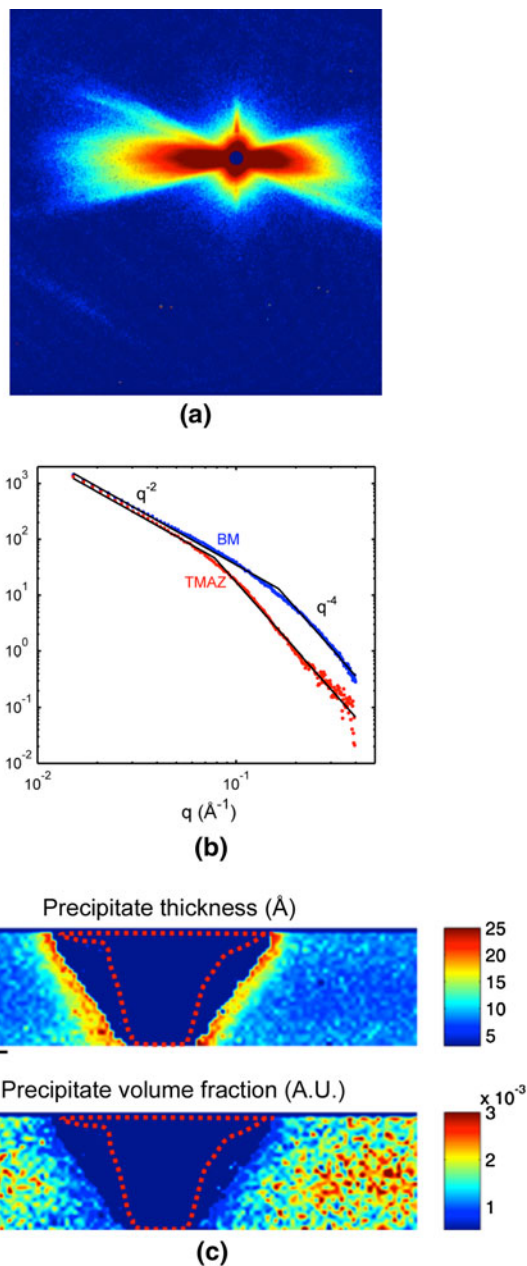 (a)
10³
10²
10¹
10⁰
10⁻¹
10⁻²
q⁻²
BM
TMAZ
q⁻⁴
10⁻²
10⁻¹
q (Å⁻¹)
(b)
Precipitate thickness (Å)
25
20
15
10
5
Precipitate volume fraction (A.U.)
x 10⁻³
3
2
1
(c)